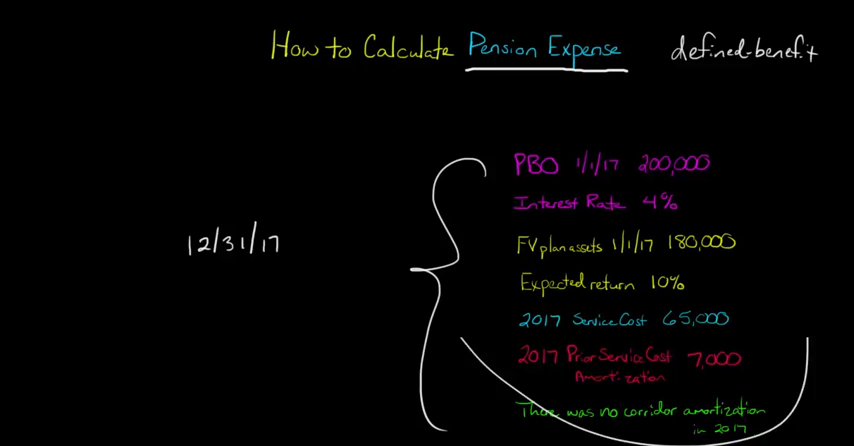 How to Calculate Pension Expense defined-benefit
PBO 1/1/17 200,000
Interest Rate 4%
12/31/17
FV plan assets 1/1/17 180,000
Expected return 10%
2017 Service Cost 65,000
2017 Prior Service Cost 7,000
Amortization
There was no corridor amortization
in 2017